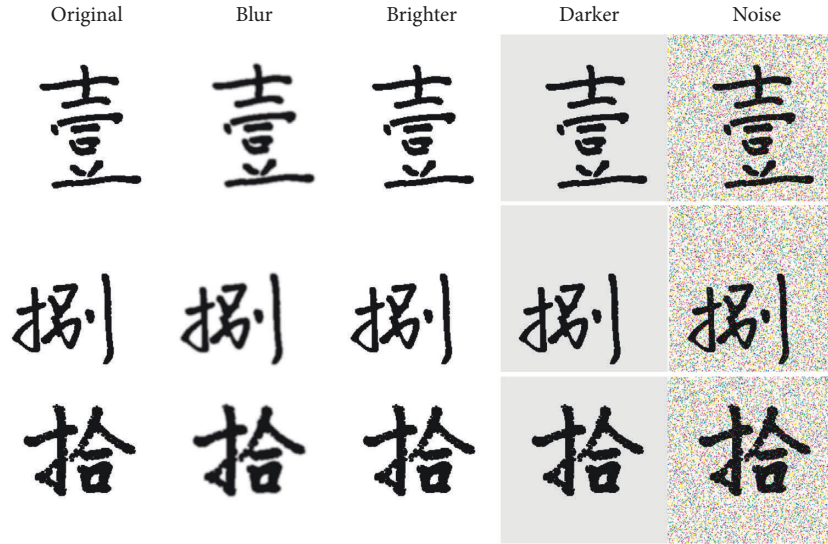 Original Blur Brighter Darker Noise
壹 壹 壹 壹 壹
捌 捌 捌 捌 捌
拾 拾 拾 拾 拾